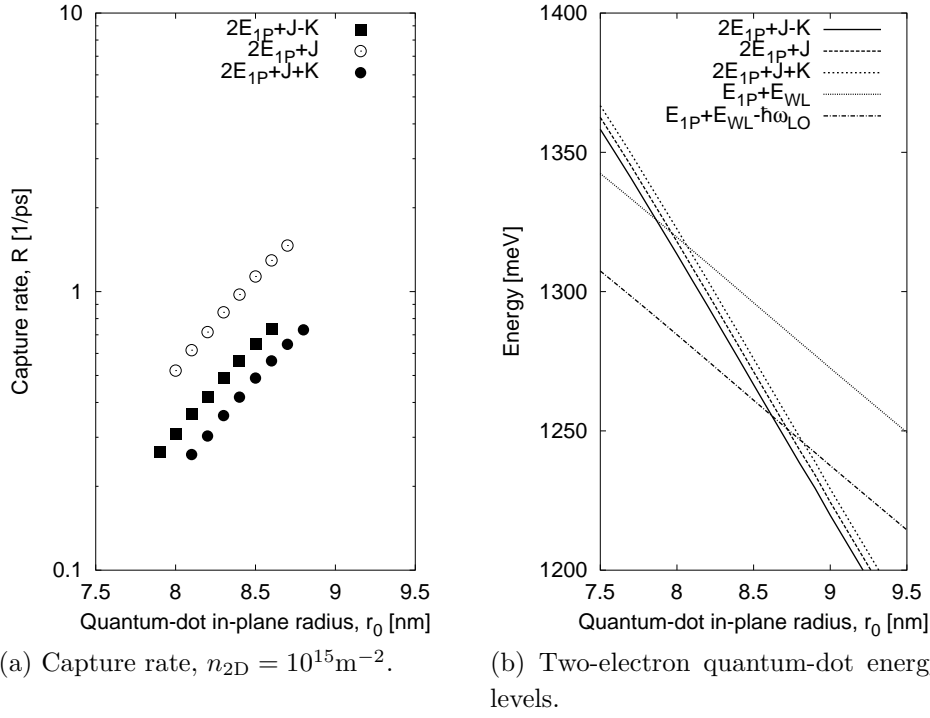 10
1
0.1
Capture rate, R [1/ps]
2E1P+J-K
2E1P+J
2E1P+J+K
7.5 8 8.5 9 9.5
Quantum-dot in-plane radius, r0 [nm]
(a) Capture rate, n2D = 10^15 m^−2.
1400
1350
1300
1250
1200
Energy [meV]
2E1P+J-K
2E1P+J
2E1P+J+K
E1P+EWL
E1P+EWL-ħωLO
7.5 8 8.5 9 9.5
Quantum-dot in-plane radius, r0 [nm]
(b) Two-electron quantum-dot energ
levels.